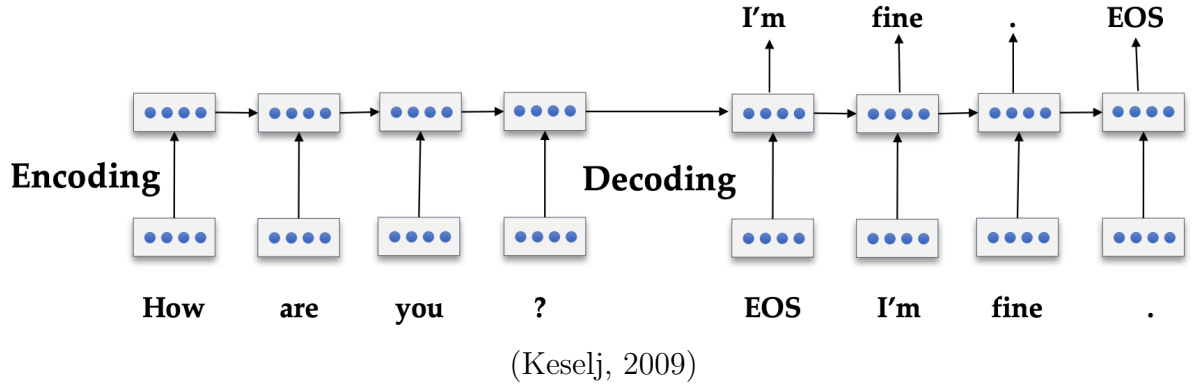 I'm fine . EOS
Encoding Decoding
How are you ? EOS I'm fine .
(Keselj, 2009)